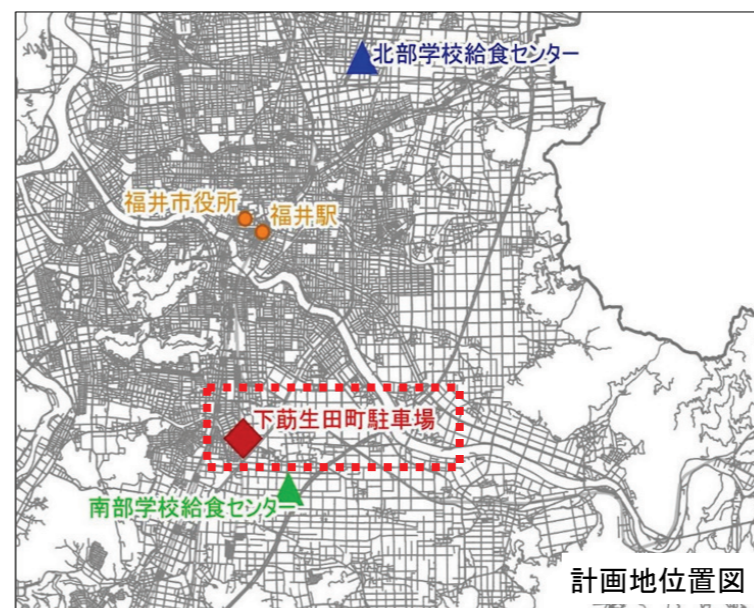 北部学校給食センター
福井市役所
福井駅
下莇生田町駐車場
南部学校給食センター
計画地位置図